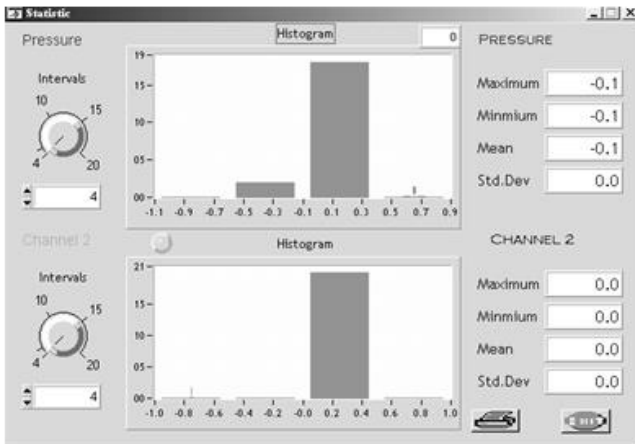 Statistic
Pressure
Histogram
0
PRESSURE
Intervals
10
15
4
20
4
19
15
10
05
00
-1.1 -0.9 -0.7 -0.5 -0.3 -0.1 0.1 0.3 0.5 0.7 0.9
Maximum -0.1
Minmium -0.1
Mean -0.1
Std.Dev 0.0
Channel 2
Histogram
CHANNEL 2
Intervals
10
15
4
20
4
21
15
10
05
00
-1.0 -0.8 -0.6 -0.4 -0.2 0.0 0.2 0.4 0.6 0.8 1.0
Maximum 0.0
Minmium 0.0
Mean 0.0
Std.Dev 0.0